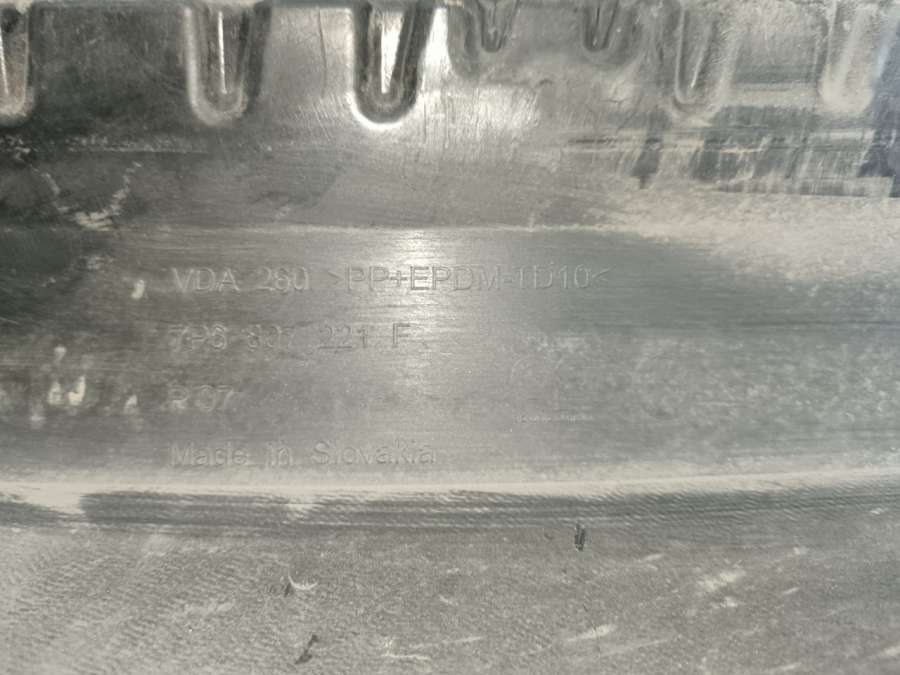 VDA 260 >PP+EPDM-TD10<
7P6 807 221 F
RC7
Made in Slovakia